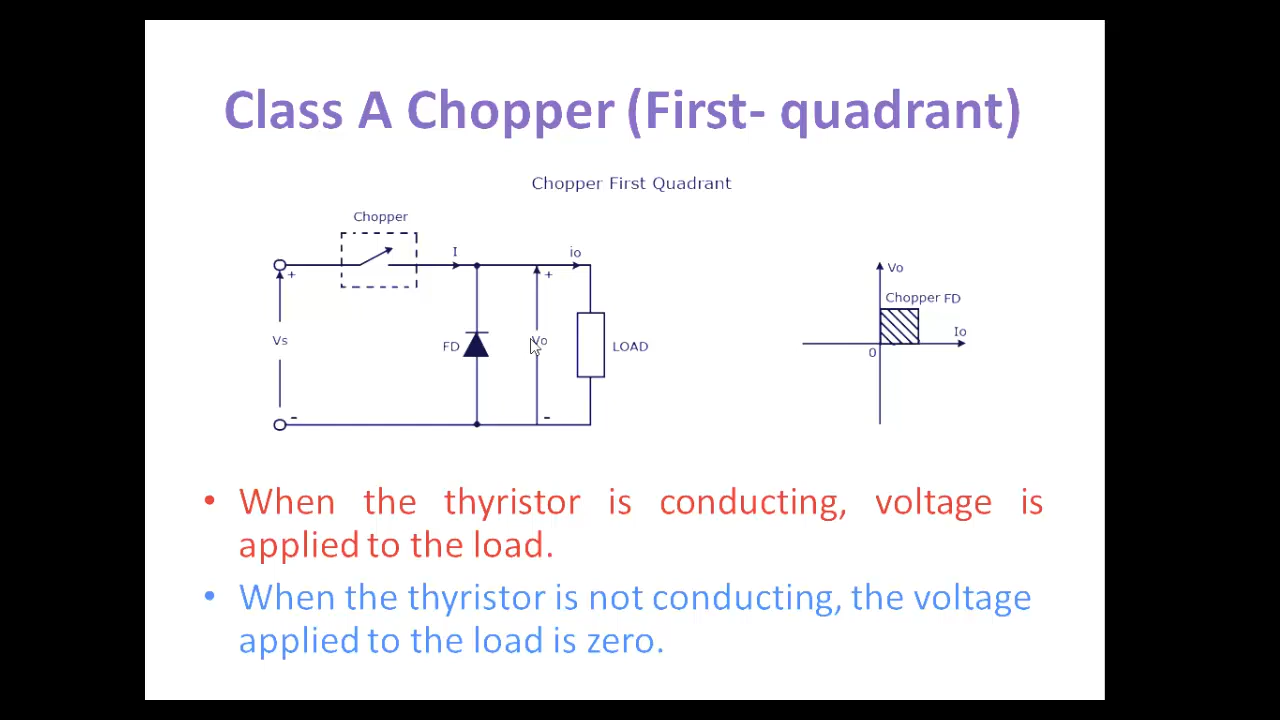 Class A Chopper (First- quadrant)
Chopper First Quadrant
Chopper
I
io
+
+
Vs
FD
Vo
LOAD
-
-
Vo
Chopper FD
Io
0
• When the thyristor is conducting, voltage is
applied to the load.
• When the thyristor is not conducting, the voltage
applied to the load is zero.